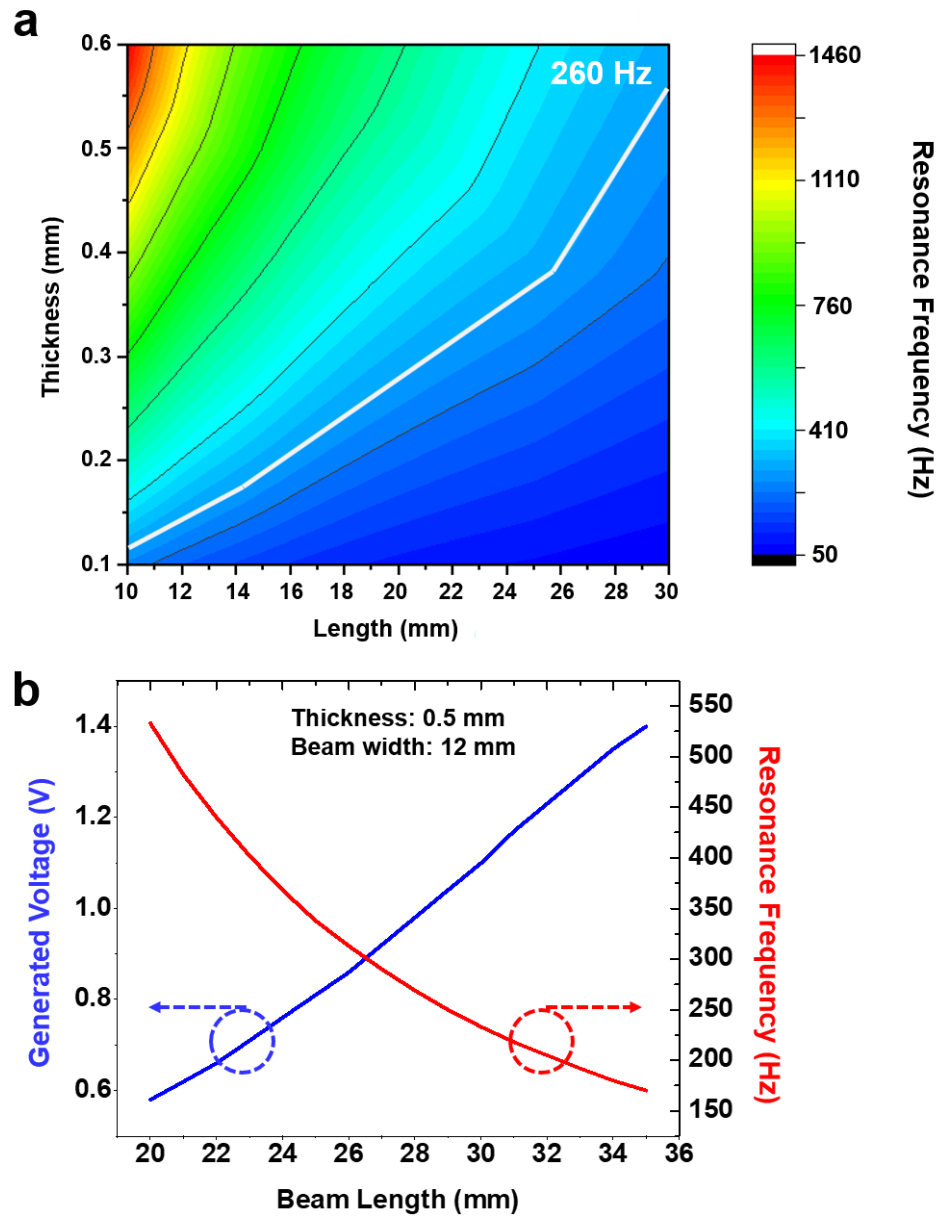 a
260 Hz
0.6
0.5
0.4
0.3
0.2
0.1
Thickness (mm)
10 12 14 16 18 20 22 24 26 28 30
Length (mm)
1460
1110
760
410
50
Resonance Frequency (Hz)
b
Thickness: 0.5 mm
Beam width: 12 mm
1.4
1.2
1.0
0.8
0.6
Generated Voltage (V)
550
500
450
400
350
300
250
200
150
Resonance Frequency (Hz)
20 22 24 26 28 30 32 34 36
Beam Length (mm)